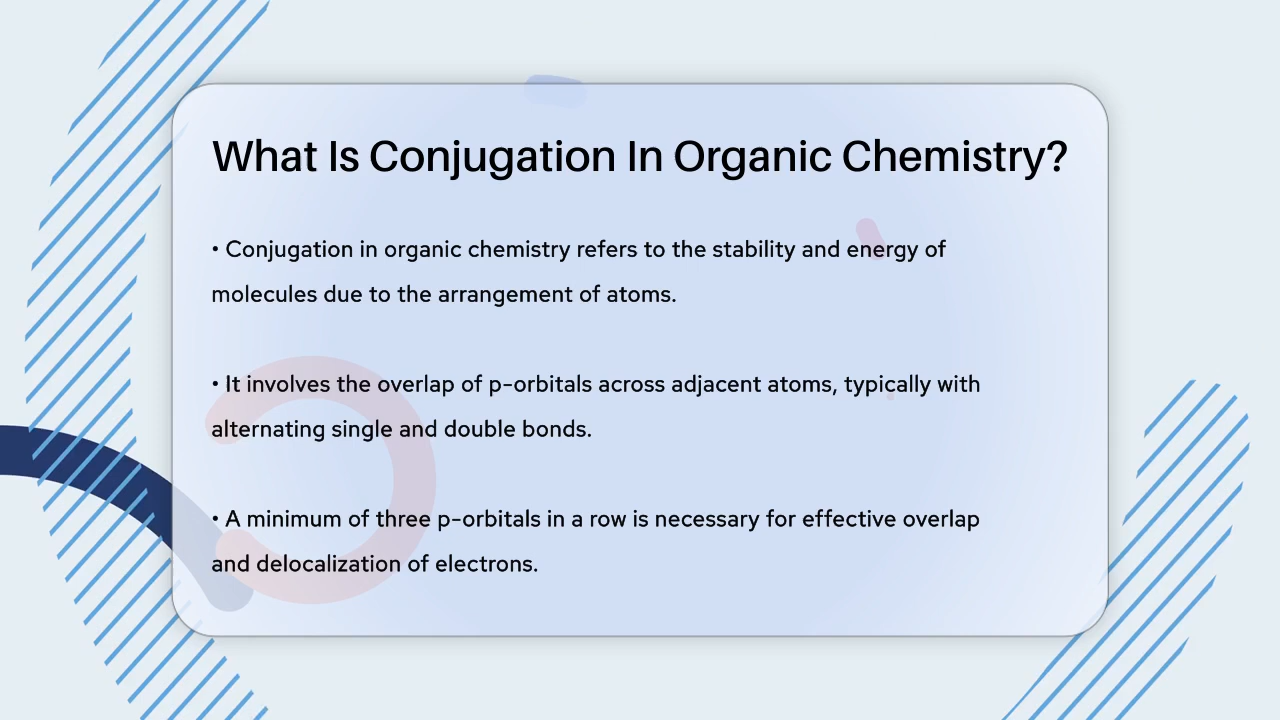 What Is Conjugation In Organic Chemistry?
• Conjugation in organic chemistry refers to the stability and energy of
molecules due to the arrangement of atoms.
• It involves the overlap of p-orbitals across adjacent atoms, typically with
alternating single and double bonds.
• A minimum of three p-orbitals in a row is necessary for effective overlap
and delocalization of electrons.